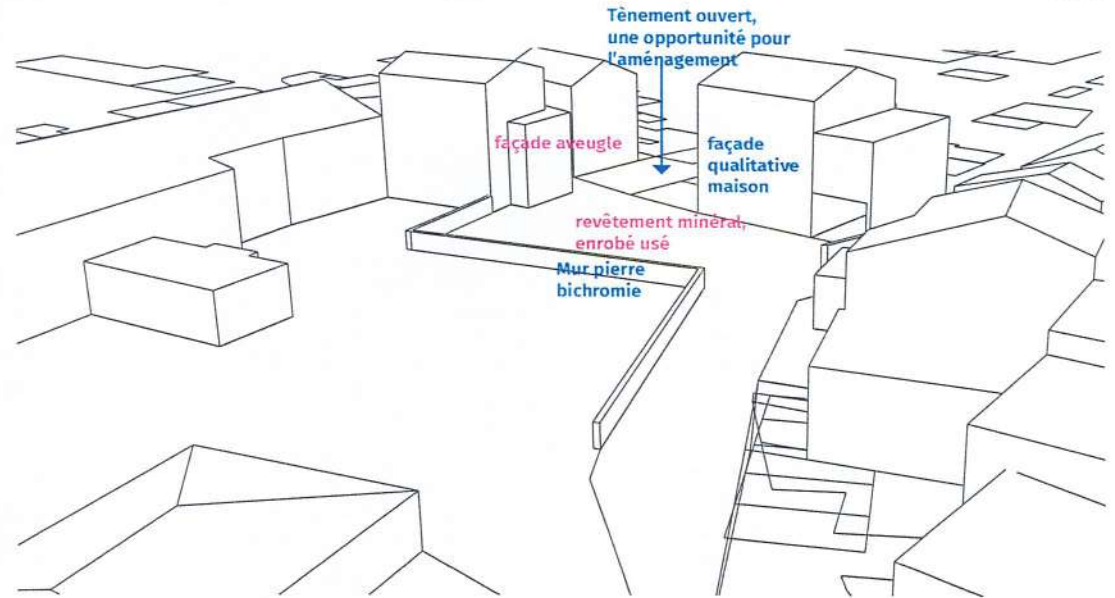 Tènement ouvert,
une opportunité pour
l'aménagement
façade aveugle
façade
qualitative
maison
revêtement minéral,
enrobé usé
Mur pierre
bichromie